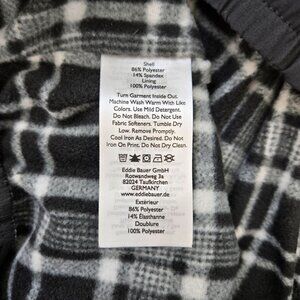 Shell
86% Polyester
14% Spandex
Lining
100% Polyester
Turn Garment Inside Out.
Machine Wash Warm With Like
Colors. Use Mild Detergent.
Do Not Bleach. Do Not Use
Fabric Softeners. Tumble Dry
Low. Remove Promptly.
Cool Iron As Desired. Do Not
Iron On Print. Do Not Dry Clean.
Eddie Bauer GmbH
Rotwandweg 3a
82024 Taufkirchen
GERMANY
www.eddiebauer.com
Extérieur
86% Polyester
14% Élasthanne
Doublure
100% Polyester